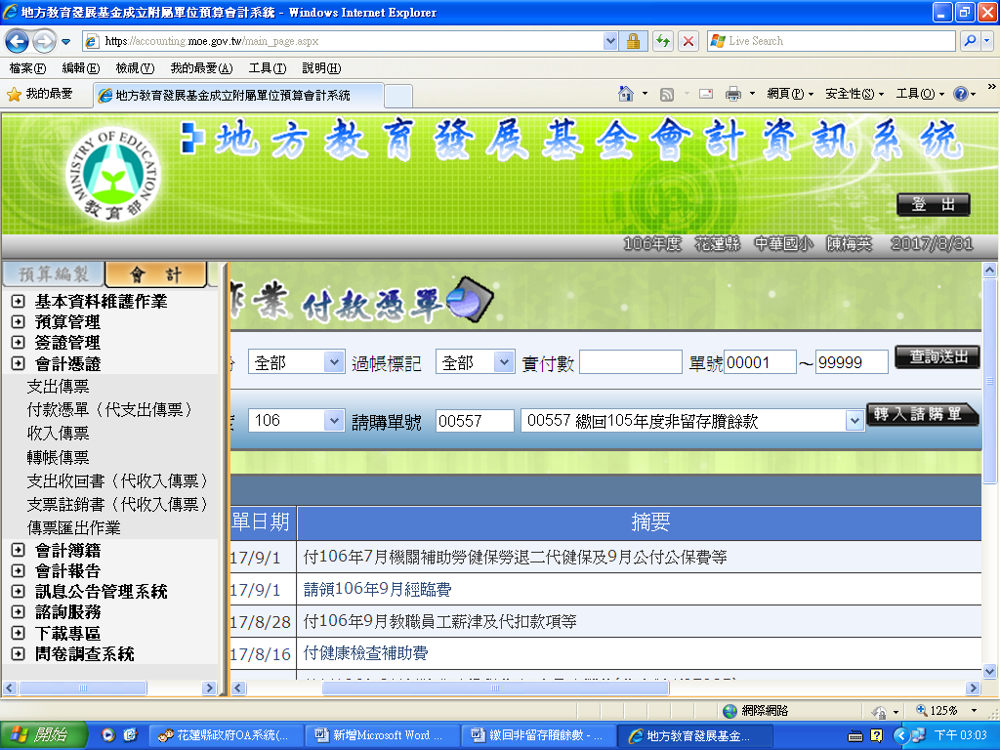 地方教育發展基金成立附屬單位預算會計系統 - Windows Internet Explorer
https://accounting.moe.gov.tw/main_page.aspx
Live Search
檔案(F) 編輯(E) 檢視(V) 我的最愛(A) 工具(T) 說明(H)
我的最愛 地方教育發展基金成立附屬單位預算會計系統 網頁(P) 安全性(S) 工具(O) »
MINISTRY OF EDUCATION 教育部
地方教育發展基金會計資訊系統
登 出
106年度 花蓮縣 中華國小 陳梅英 2017/8/31
預算編製 會 計
基本資料維護作業
預算管理
簽證管理
會計憑證
支出傳票
付款憑單（代支出傳票）
收入傳票
轉帳傳票
支出收回書（代收入傳票）
支票註銷書（代收入傳票）
傳票匯出作業
會計簿籍
會計報告
訊息公告管理系統
諮詢服務
下載專區
問卷調查系統
作業 付款憑單
全部 過帳標記 全部 實付數 單號 00001 ～ 99999 查詢送出
106 請購單號 00557 00557 繳回105年度非留存賸餘款 轉入請購單
單日期 摘要
17/9/1 付106年7月機關補助勞健保勞退二代健保及9月公付公保費等
17/9/1 請領106年9月經臨費
17/8/28 付106年9月教職員工薪津及代扣款項等
17/8/16 付健康檢查補助費
網際網路 125%
開始 花蓮縣政府OA系統(... 新增Microsoft Word ... 繳回非留存賸餘數 - ... 地方教育發展基金... 下午 03:03